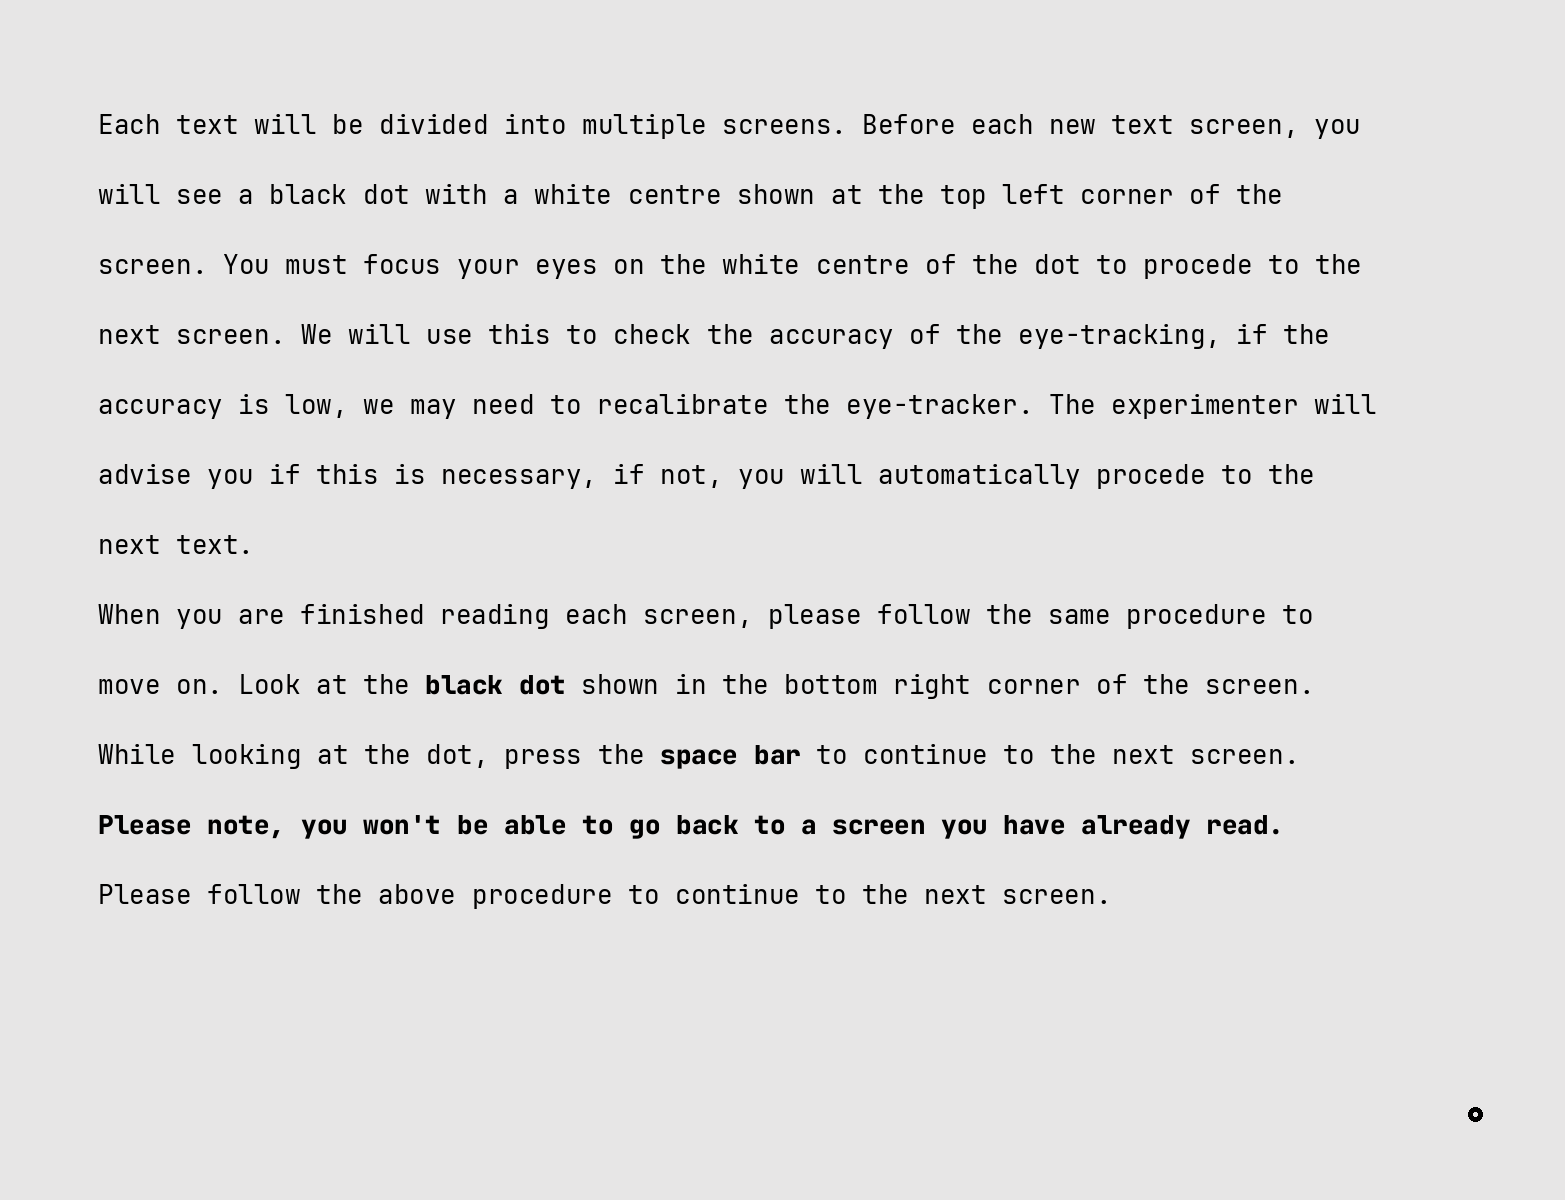 Each text will be divided into multiple screens. Before each new text screen, you
will see a black dot with a white centre shown at the top left corner of the
screen. You must focus your eyes on the white centre of the dot to procede to the
next screen. We will use this to check the accuracy of the eye-tracking, if the
accuracy is low, we may need to recalibrate the eye-tracker. The experimenter will
advise you if this is necessary, if not, you will automatically procede to the
next text.
When you are finished reading each screen, please follow the same procedure to
move on. Look at the black dot shown in the bottom right corner of the screen.
While looking at the dot, press the space bar to continue to the next screen.
Please note, you won't be able to go back to a screen you have already read.
Please follow the above procedure to continue to the next screen.